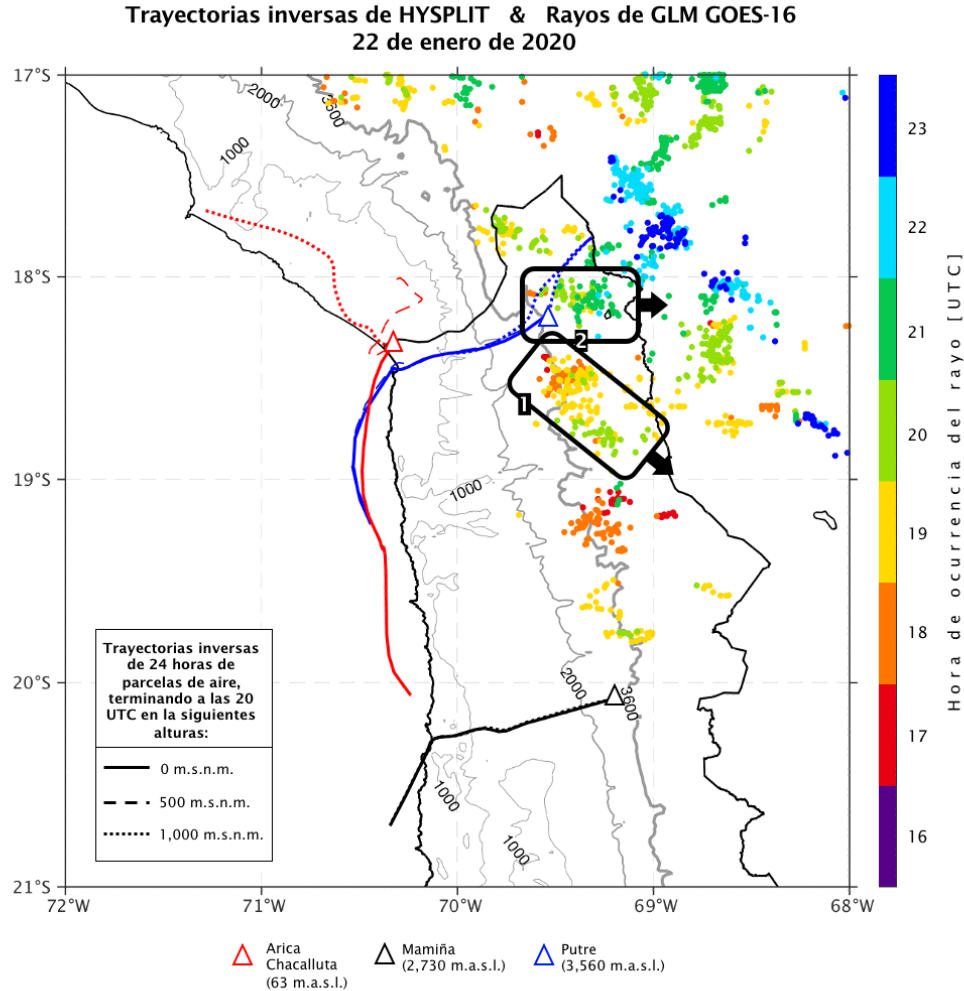 Trayectorias inversas de HYSPLIT & Rayos de GLM GOES-16
22 de enero de 2020
17°S
18°S
19°S
20°S
21°S
72°W
71°W
70°W
69°W
68°W
2000
3600
1000
1000
2000
3600
1000
1000
2
1
Trayectorias inversas
de 24 horas de
parcelas de aire,
terminando a las 20
UTC en la siguientes
alturas:
0 m.s.n.m.
500 m.s.n.m.
1,000 m.s.n.m.
23
22
21
20
19
18
17
16
Hora de ocurrencia del rayo [UTC]
Arica
Chacalluta
(63 m.a.s.l.)
Mamiña
(2,730 m.a.s.l.)
Putre
(3,560 m.a.s.l.)